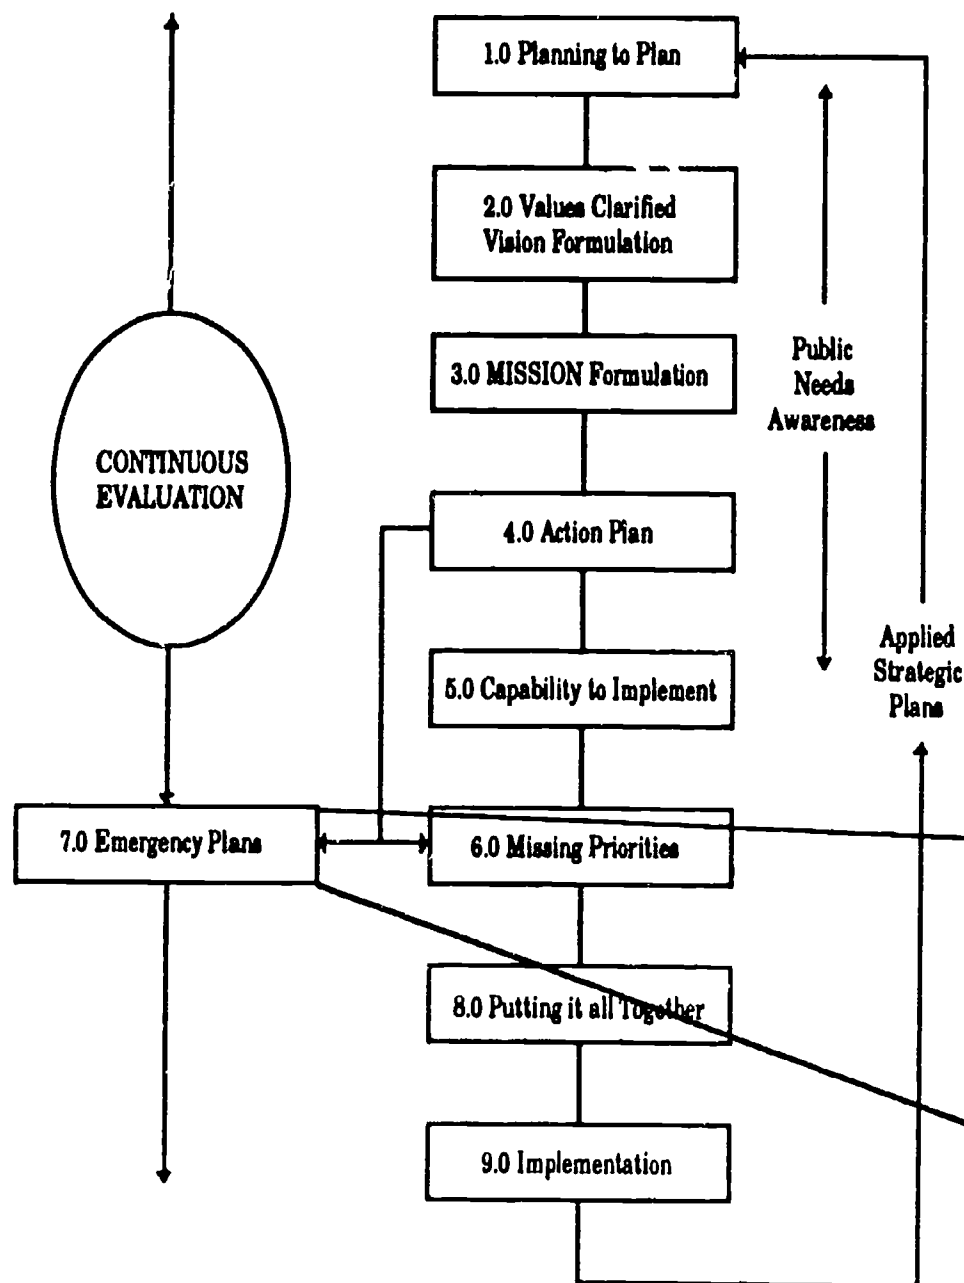 1.0 Planning to Plan
2.0 Values Clarified
Vision Formulation
3.0 MISSION Formulation
Public
Needs
Awareness
CONTINUOUS
EVALUATION
4.0 Action Plan
Applied
Strategic
Plans
5.0 Capability to Implement
7.0 Emergency Plans
6.0 Missing Priorities
8.0 Putting it all Together
9.0 Implementation